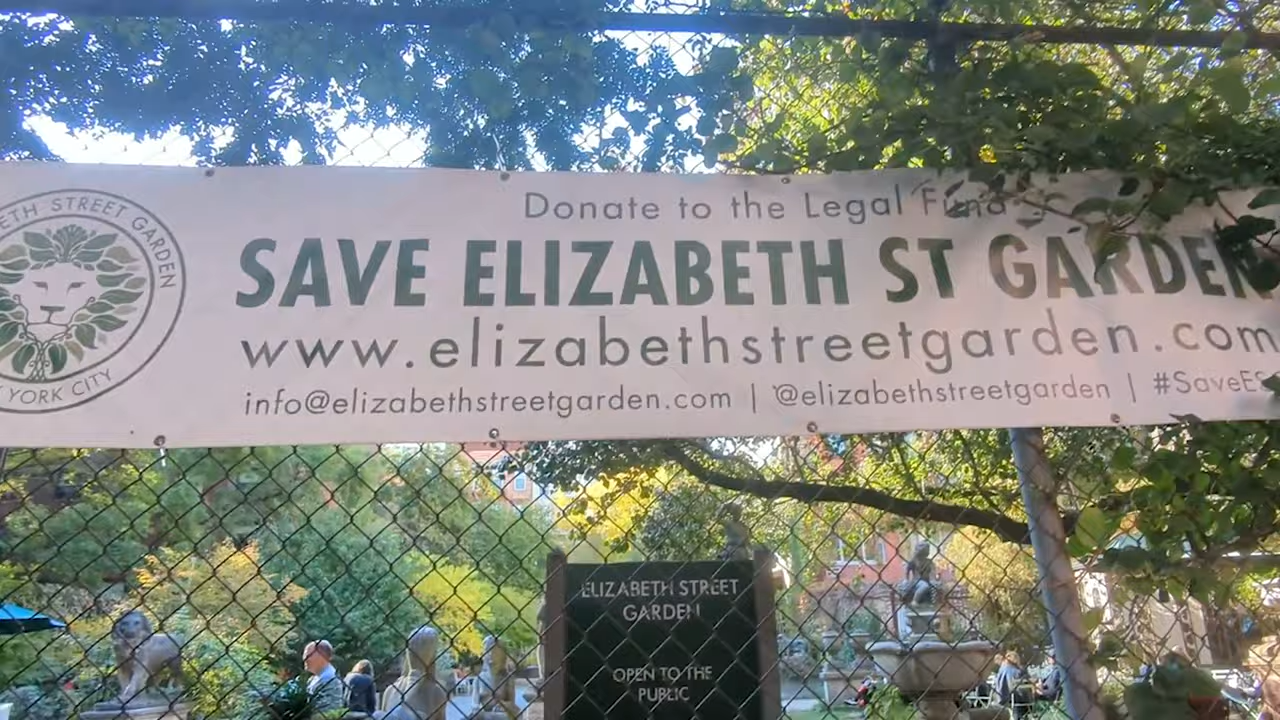 BETH STREET GARDEN
YORK CITY
Donate to the Legal Fund
SAVE ELIZABETH ST GARDEN
www.elizabethstreetgarden.com
info@elizabethstreetgarden.com | @elizabethstreetgarden | #SaveES
ELIZABETH STREET
GARDEN
OPEN TO THE
PUBLIC